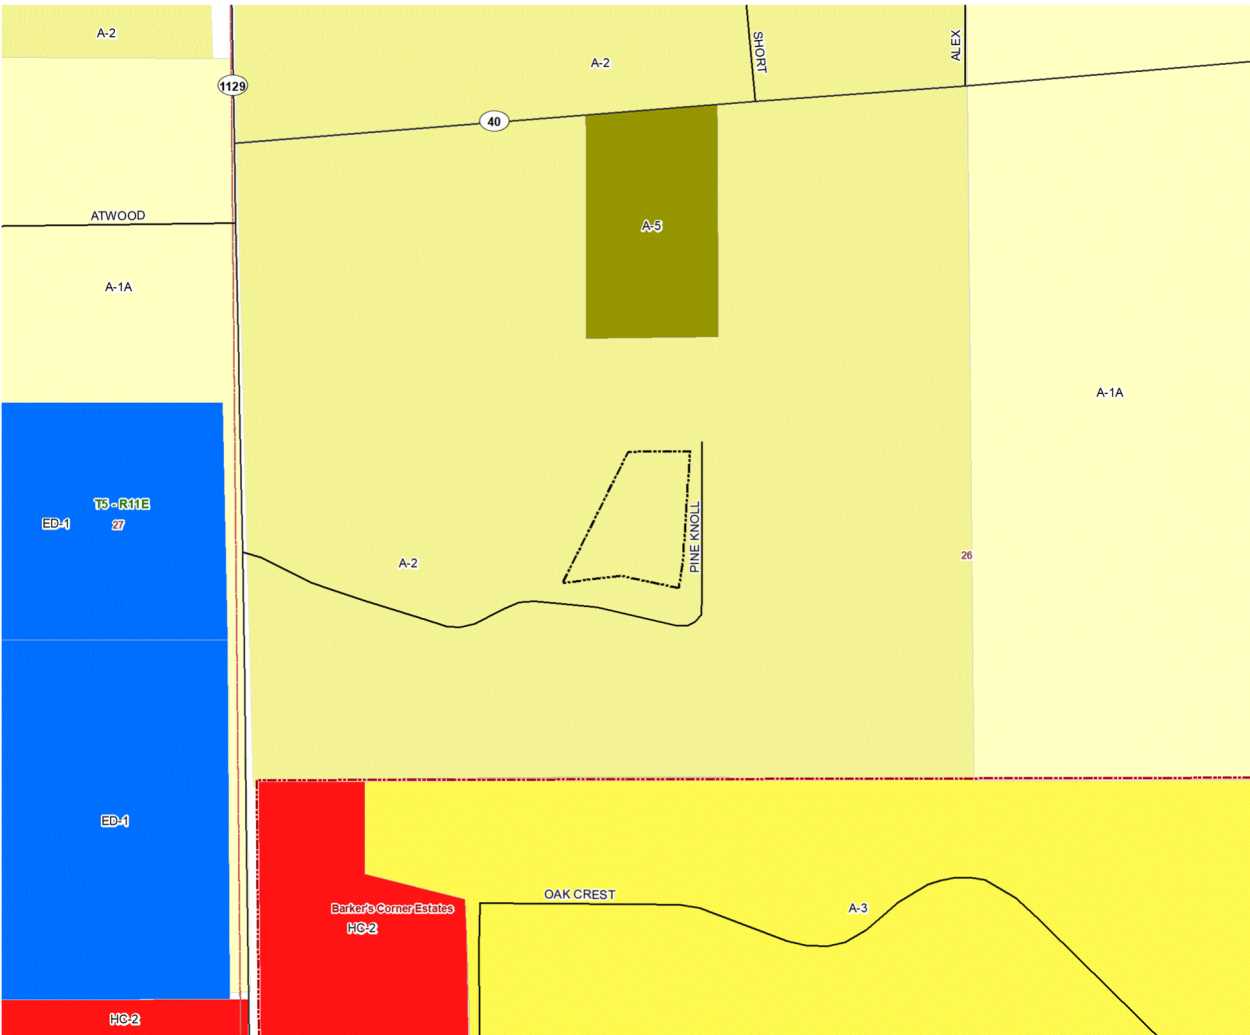 A-2
A-2
SHORT
ALEX
1129
40
ATWOOD
A-5
A-1A
A-1A
T5 - R11E
ED-1
27
PINE KNOLL
A-2
26
ED-1
OAK CREST
Barker's Corner Estates
A-3
HC-2
HC-2